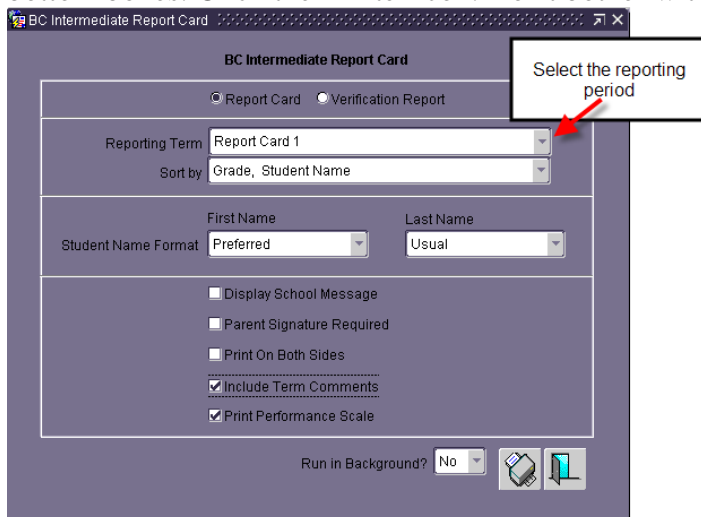 BC Intermediate Report Card
BC Intermediate Report Card
Select the reporting
period
Report Card Verification Report
Reporting Term Report Card 1
Sort by Grade, Student Name
First Name Last Name
Student Name Format Preferred Usual
Display School Message
Parent Signature Required
Print On Both Sides
Include Term Comments
Print Performance Scale
Run in Background? No